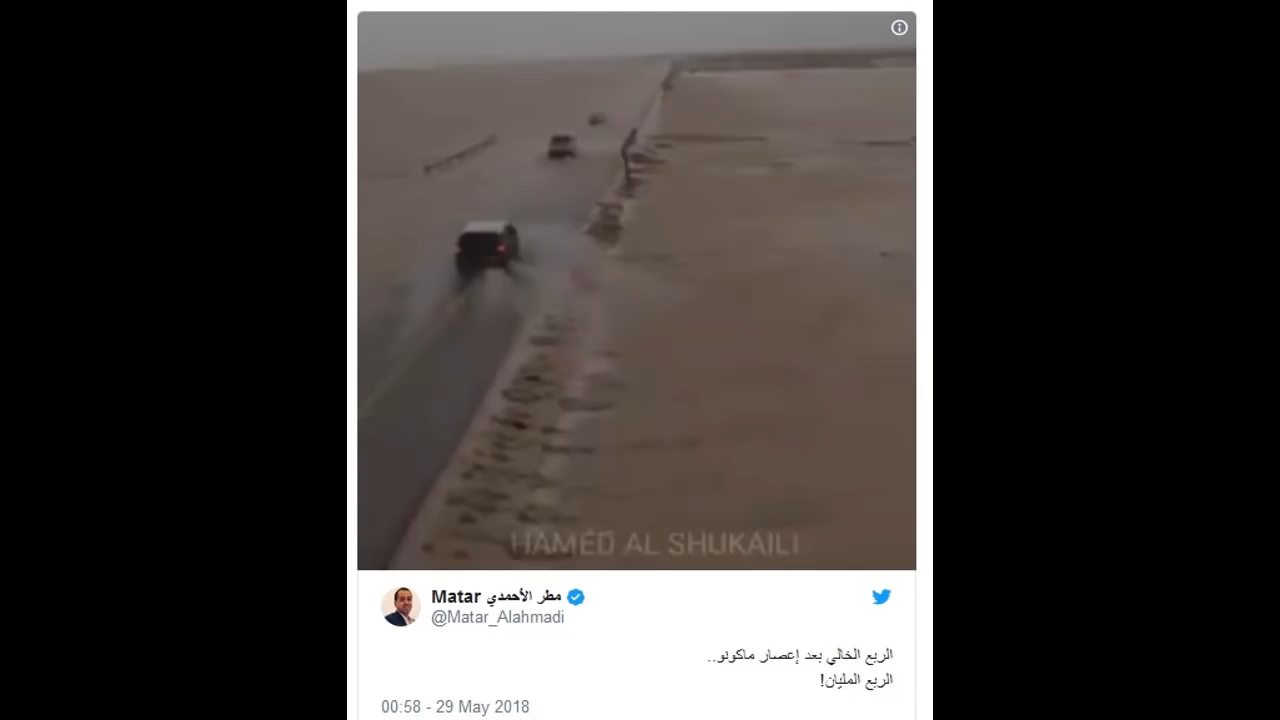 HAMED AL SHUKAILI
Matar مطر الأحمدي
@Matar_Alahmadi
الربع الخالي بعد إعصار ماكونو..
الربع المليان!
00:58 - 29 May 2018